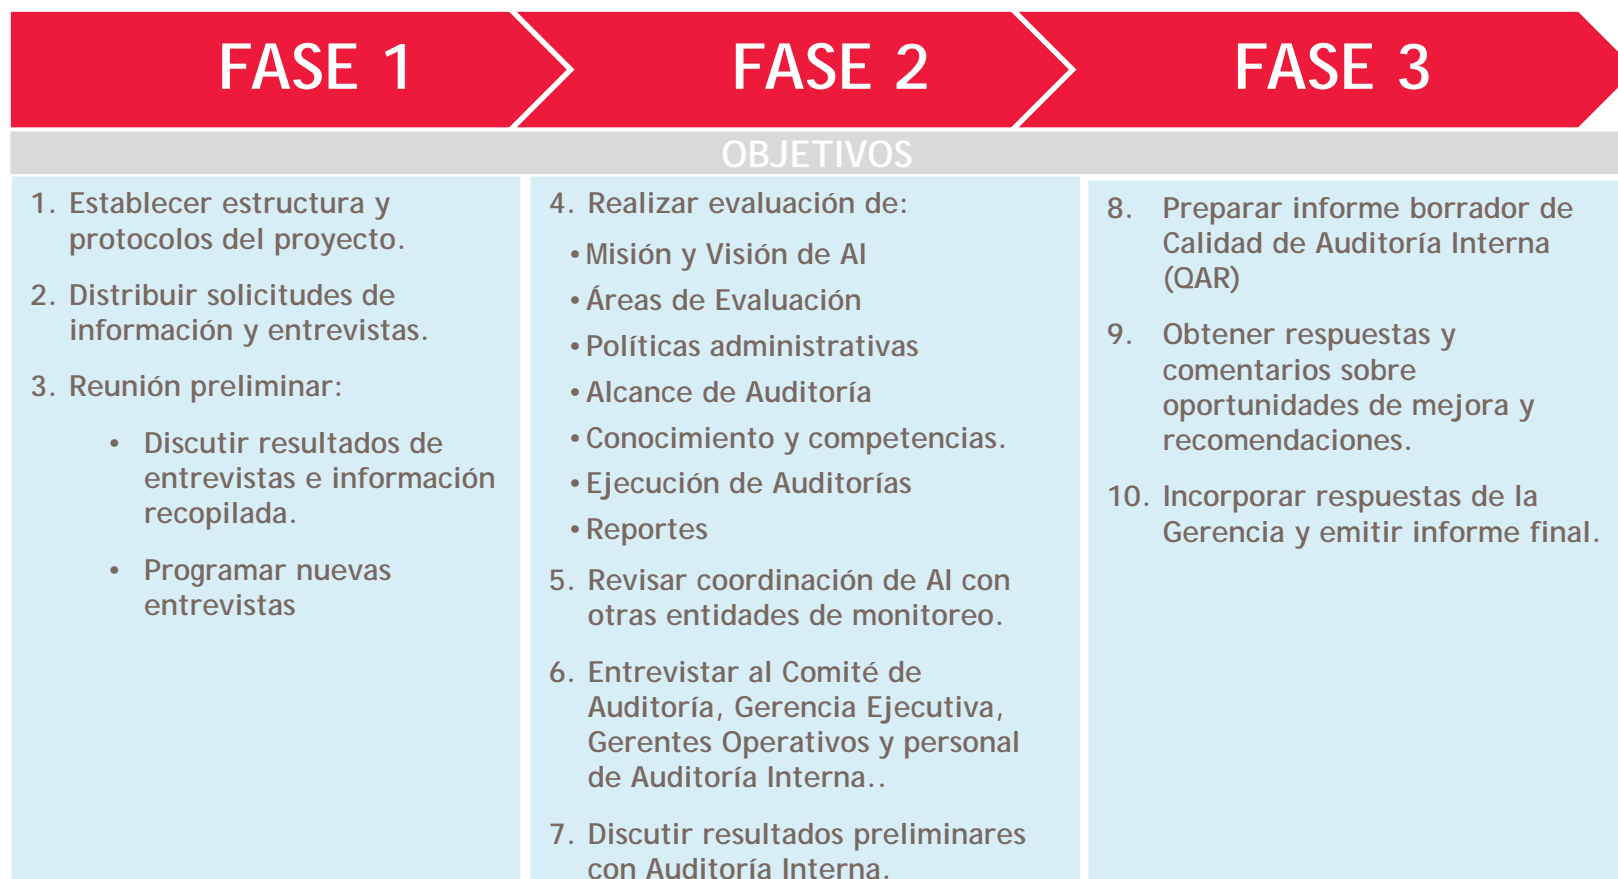 FASE 1
FASE 2
FASE 3
OBJETIVOS
1. Establecer estructura y
protocolos del proyecto.
2. Distribuir solicitudes de
información y entrevistas.
3. Reunión preliminar:
• Discutir resultados de
entrevistas e información
recopilada.
• Programar nuevas
entrevistas
4. Realizar evaluación de:
• Misión y Visión de AI
• Áreas de Evaluación
• Políticas administrativas
• Alcance de Auditoría
• Conocimiento y competencias.
• Ejecución de Auditorías
• Reportes
5. Revisar coordinación de AI con
otras entidades de monitoreo.
6. Entrevistar al Comité de
Auditoría, Gerencia Ejecutiva,
Gerentes Operativos y personal
de Auditoría Interna..
7. Discutir resultados preliminares
con Auditoría Interna.
8. Preparar informe borrador de
Calidad de Auditoría Interna
(QAR)
9. Obtener respuestas y
comentarios sobre
oportunidades de mejora y
recomendaciones.
10. Incorporar respuestas de la
Gerencia y emitir informe final.